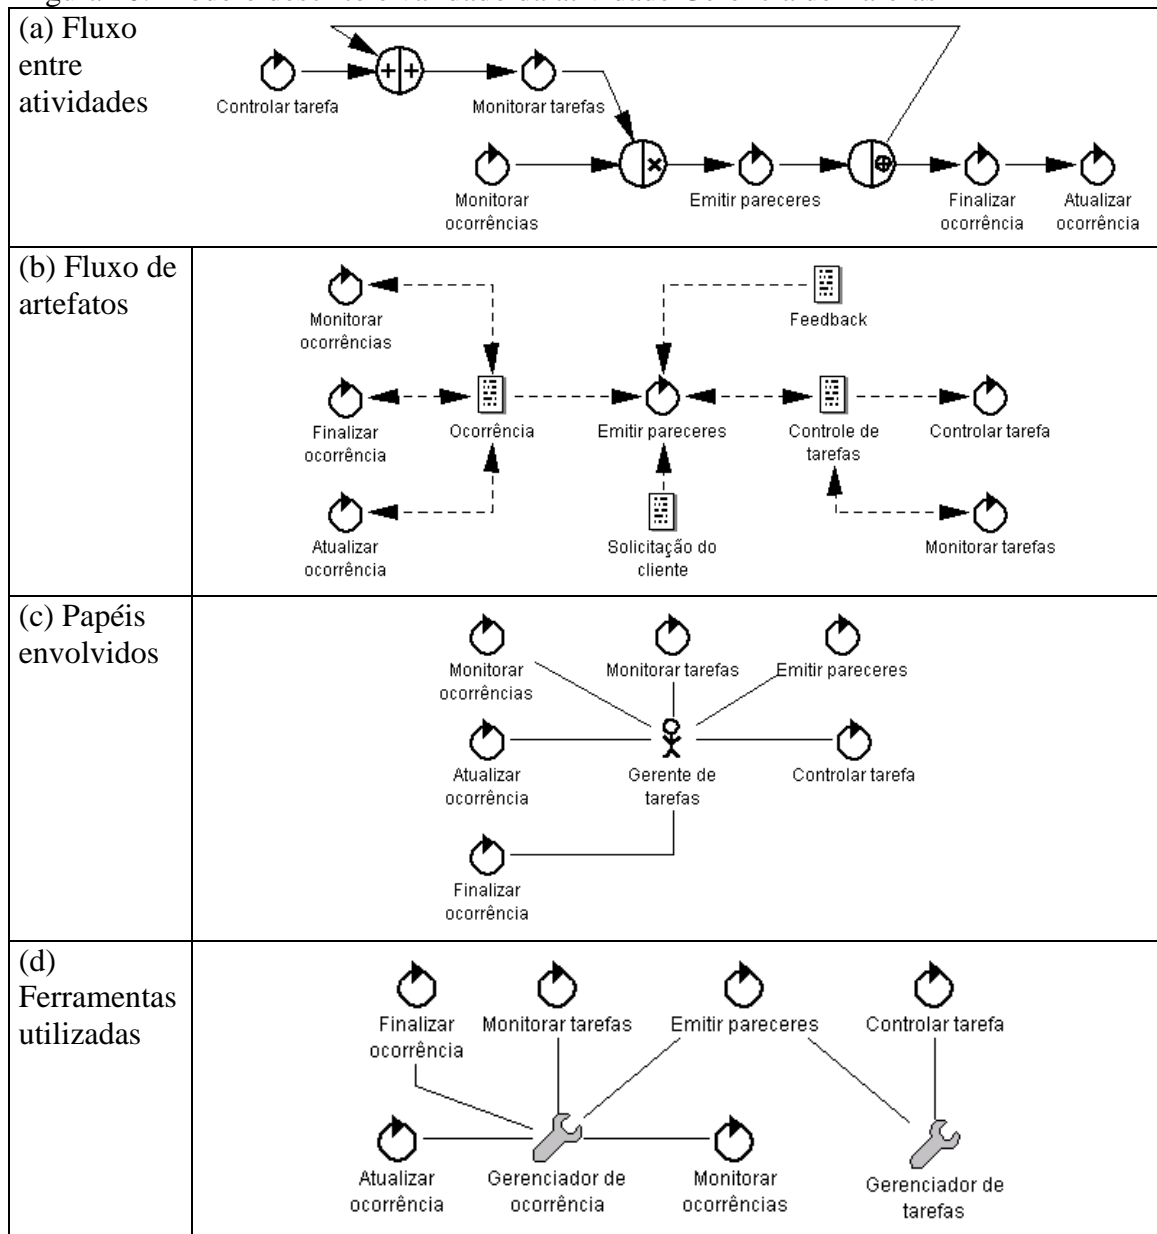 (a) Fluxo
entre
atividades
Controlar tarefa
Monitorar tarefas
Monitorar
ocorrências
Emitir pareceres
Finalizar
ocorrência
Atualizar
ocorrência
(b) Fluxo de
artefatos
Monitorar
ocorrências
Feedback
Finalizar
ocorrência
Ocorrência
Emitir pareceres
Controle de
tarefas
Controlar tarefa
Atualizar
ocorrência
Solicitação do
cliente
Monitorar tarefas
(c) Papéis
envolvidos
Monitorar
ocorrências
Monitorar tarefas
Emitir pareceres
Atualizar
ocorrência
Gerente de
tarefas
Controlar tarefa
Finalizar
ocorrência
(d)
Ferramentas
utilizadas
Finalizar
ocorrência
Monitorar tarefas
Emitir pareceres
Controlar tarefa
Atualizar
ocorrência
Gerenciador de
ocorrência
Monitorar
ocorrências
Gerenciador de
tarefas